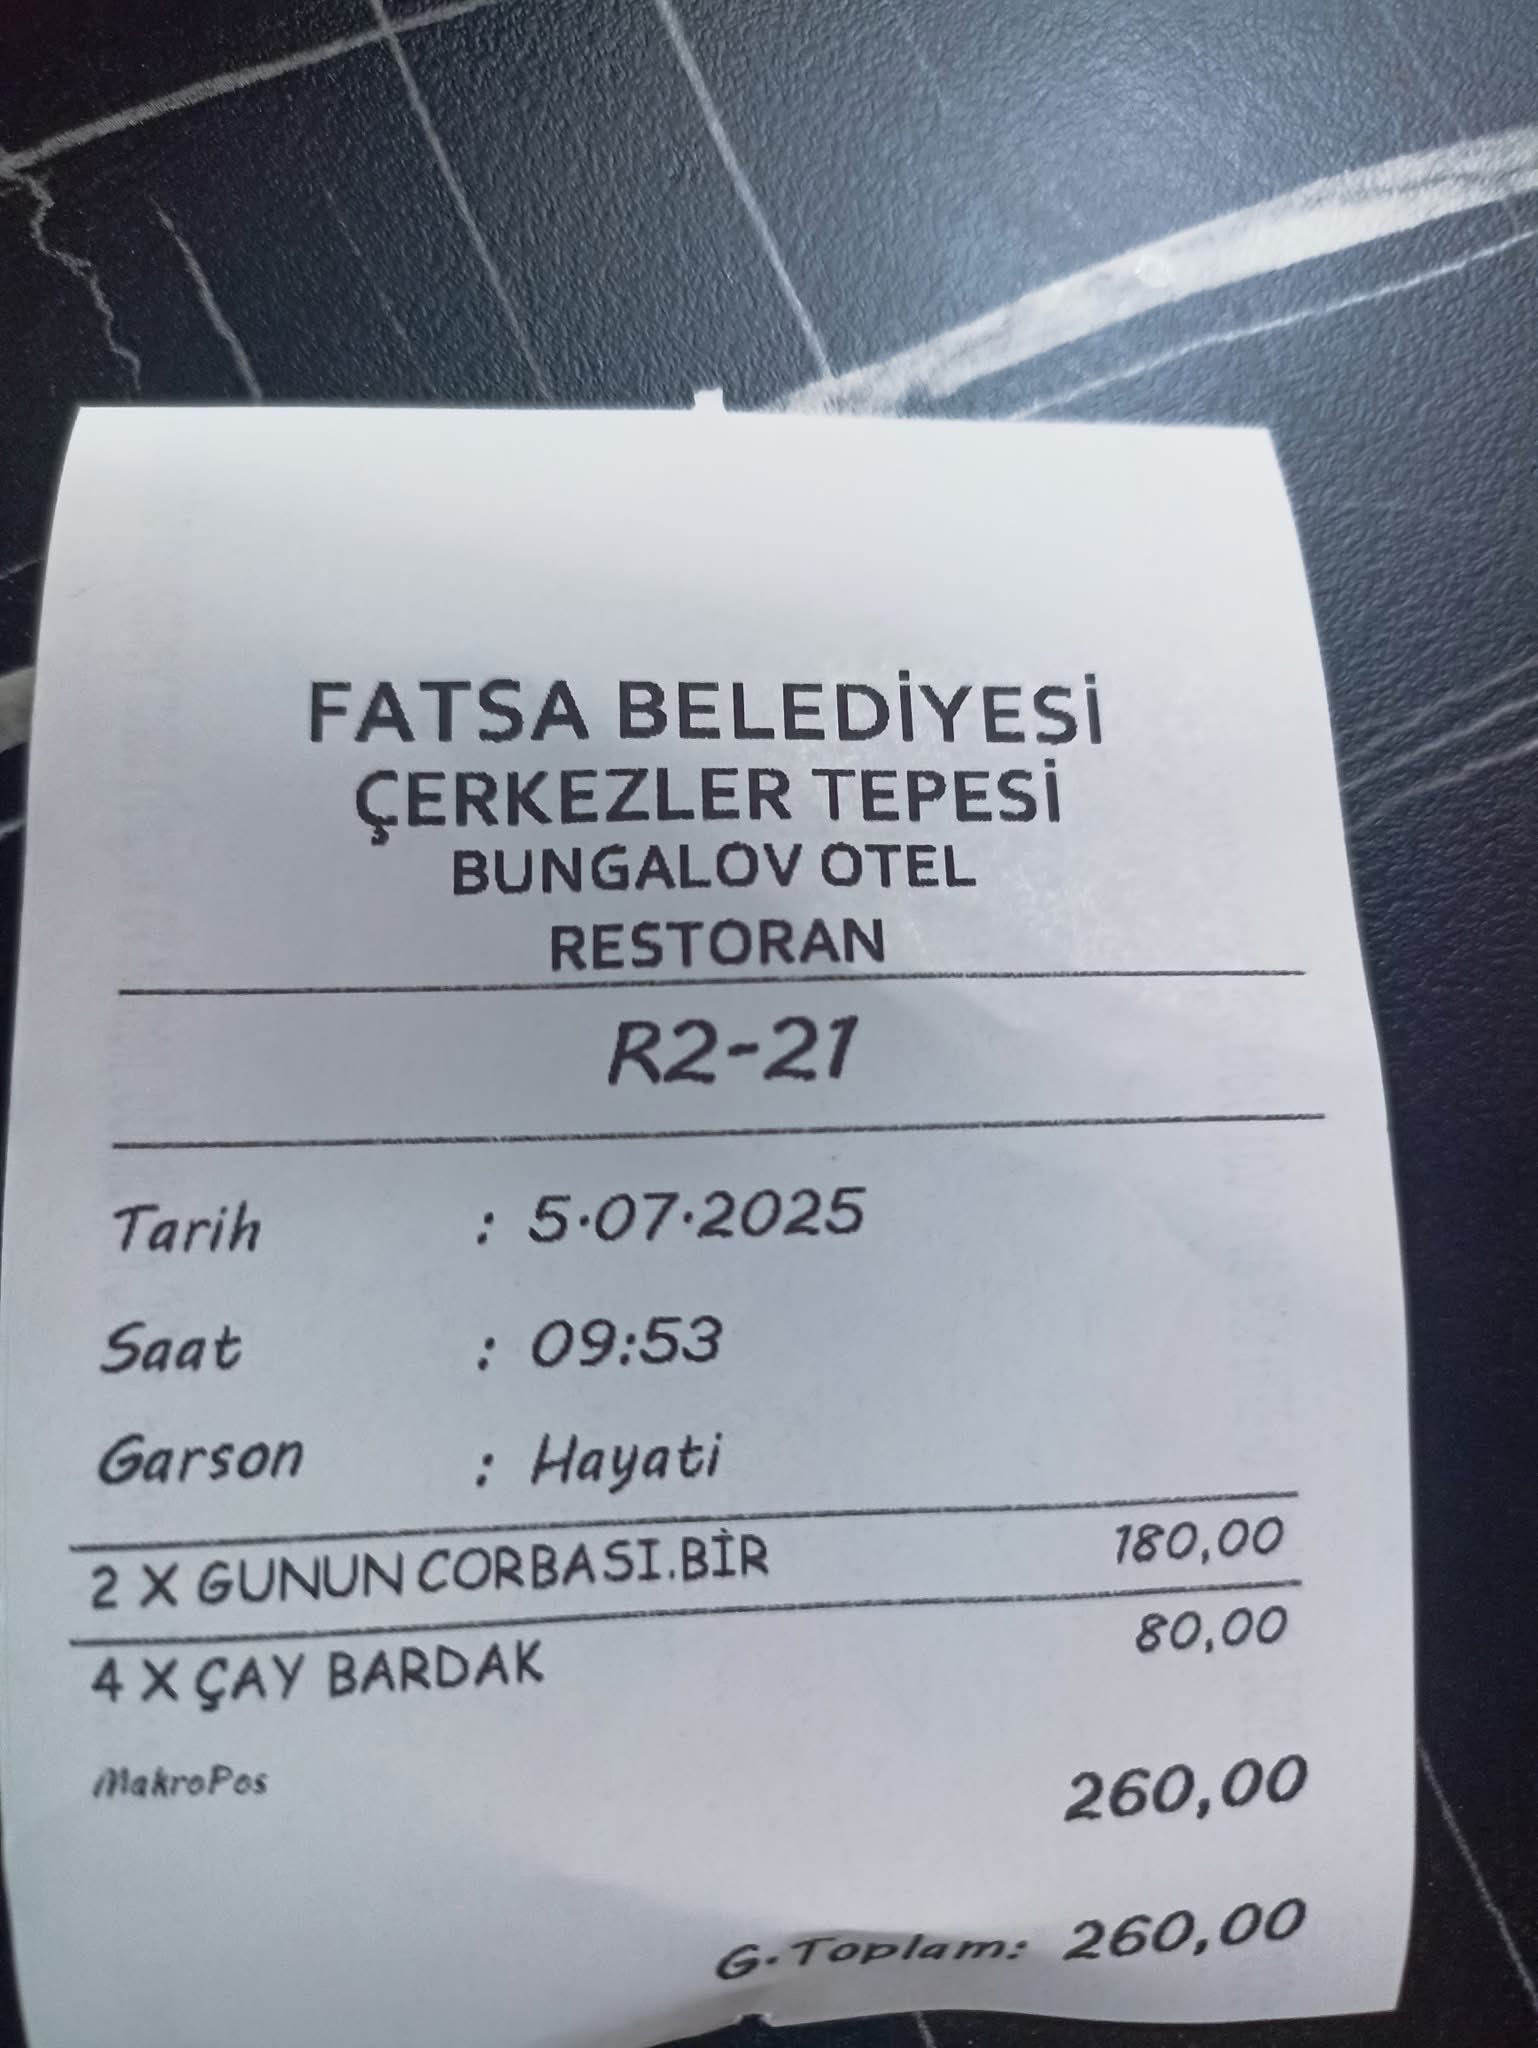 FATSA BELEDİYESİ
ÇERKEZLER TEPESİ
BUNGALOV OTEL
RESTORAN
R2-21
Tarih : 5.07.2025
Saat : 09:53
Garson : Hayati
2 X GUNUN CORBASI.BİR 180,00
4 X ÇAY BARDAK 80,00
MakroPos 260,00
G.Toplam: 260,00